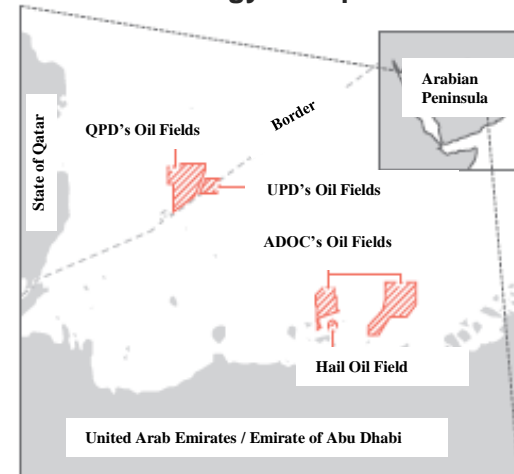 Arabian
Peninsula
Border
State of Qatar
QPD's Oil Fields
UPD's Oil Fields
ADOC's Oil Fields
Hail Oil Field
United Arab Emirates / Emirate of Abu Dhabi